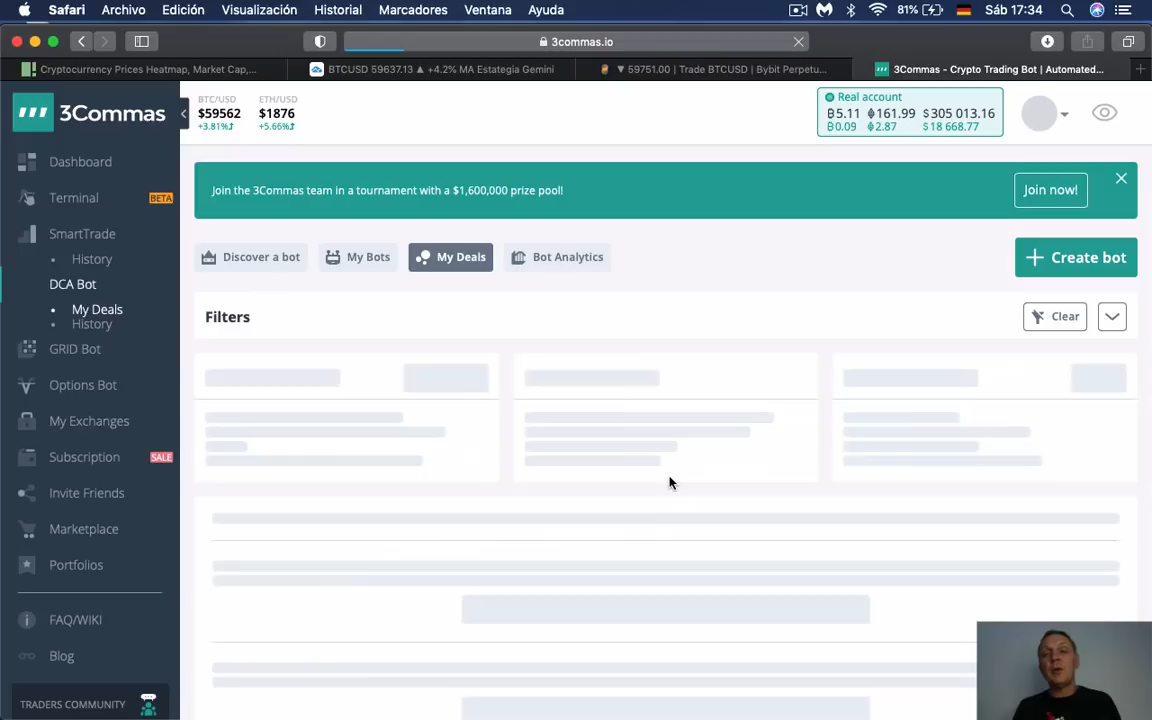 Safari Archivo Edición Visualización Historial Marcadores Ventana Ayuda 81% Sáb 17:34
3commas.io
Cryptocurrency Prices Heatmap, Market Cap,... BTCUSD 59637.13 ▲ +4.2% MA Estategia Gemini ▼ 59751.00 | Trade BTCUSD | Bybit Perpetu... 3Commas - Crypto Trading Bot | Automated...
3Commas
BTC/USD
$59562
+3.81%
ETH/USD
$1876
+5.66%
Real account
5.11 161.99 $305 013.16
0.09 2.87 $18 668.77
Join the 3Commas team in a tournament with a $1,600,000 prize pool!
Join now!
Discover a bot My Bots My Deals Bot Analytics
+ Create bot
Filters
Clear
Dashboard
Terminal BETA
SmartTrade
• History
DCA Bot
• My Deals
• History
GRID Bot
Options Bot
My Exchanges
Subscription SALE
Invite Friends
Marketplace
Portfolios
FAQ/WIKI
Blog
TRADERS COMMUNITY